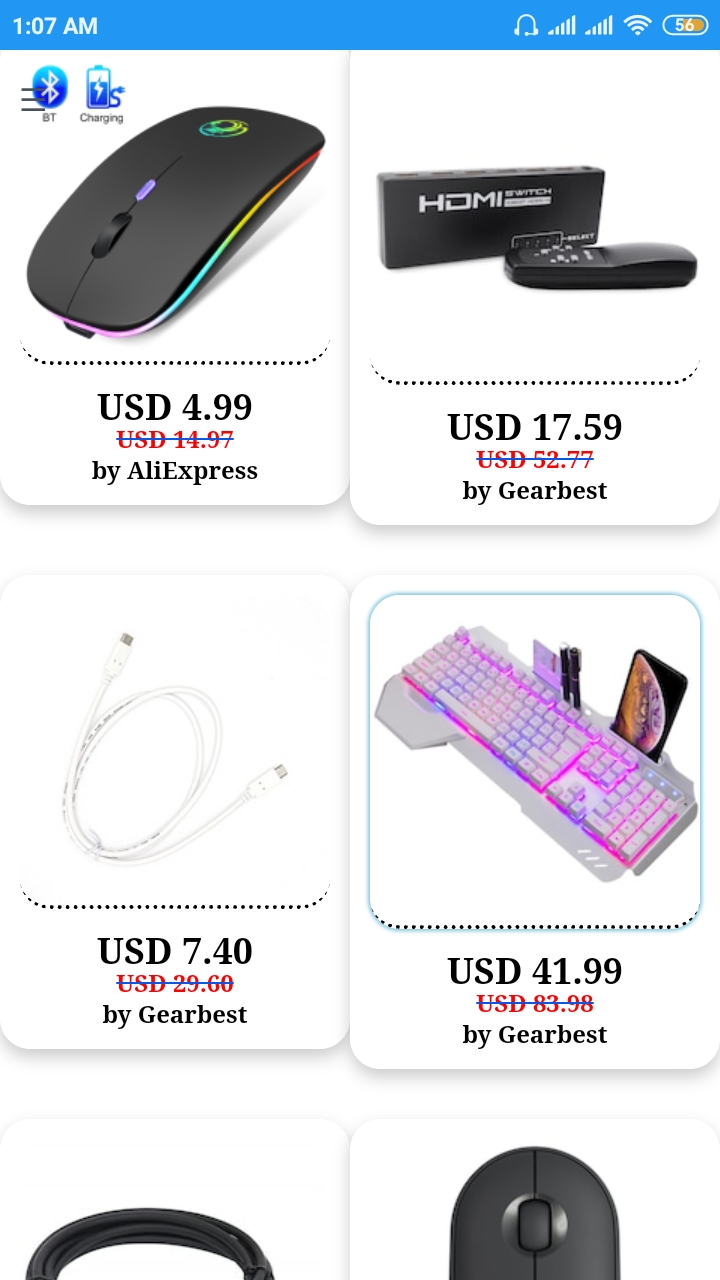 1:07 AM
56
BT
Charging
HDMI SWITCH
SELECT
USD 4.99
USD 14.97
by AliExpress
USD 17.59
USD 52.77
by Gearbest
USD 7.40
USD 29.60
by Gearbest
USD 41.99
USD 83.98
by Gearbest